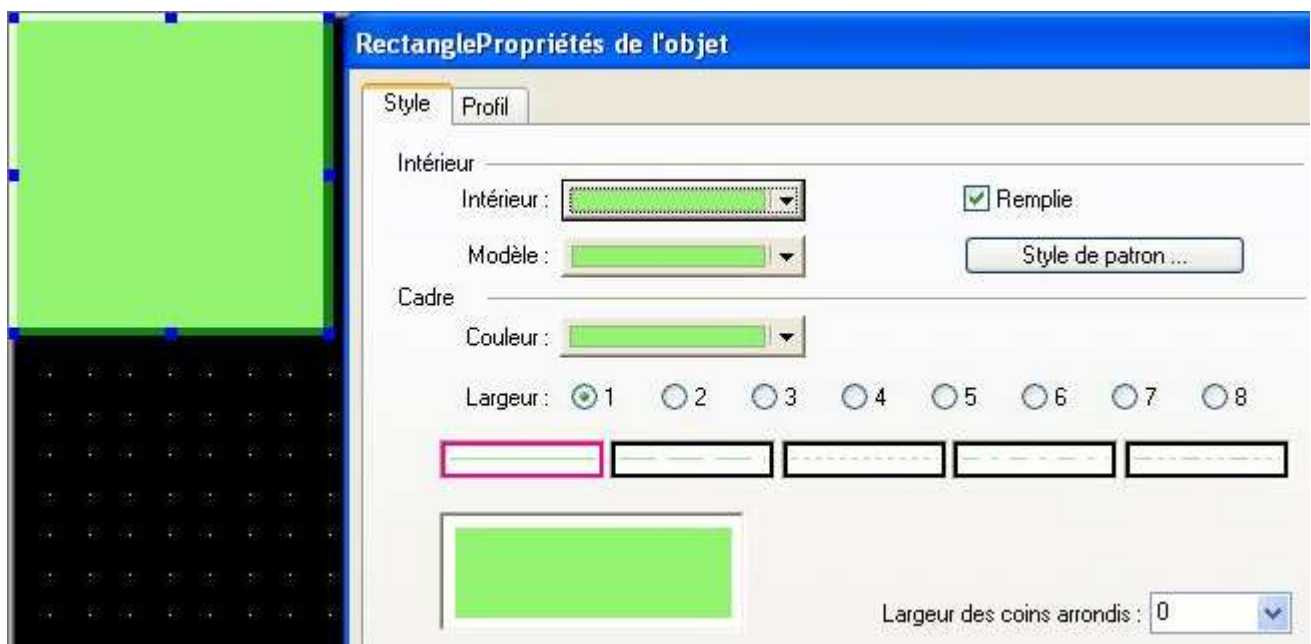 RectanglePropriétés de l'objet
Style Profil
Intérieur
Intérieur : Remplie
Modèle : Style de patron ...
Cadre
Couleur :
Largeur : 1 2 3 4 5 6 7 8
Largeur des coins arrondis : 0